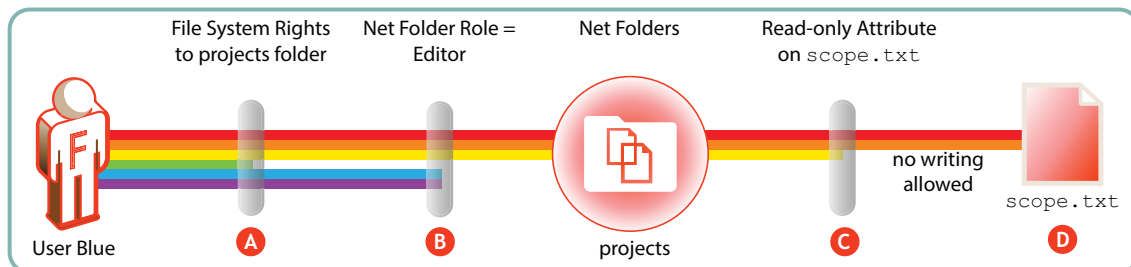 File System Rights
to projects folder
Net Folder Role =
Editor
Net Folders
Read-only Attribute
on scope.txt
F
no writing
allowed
scope.txt
User Blue
A
B
projects
C
D